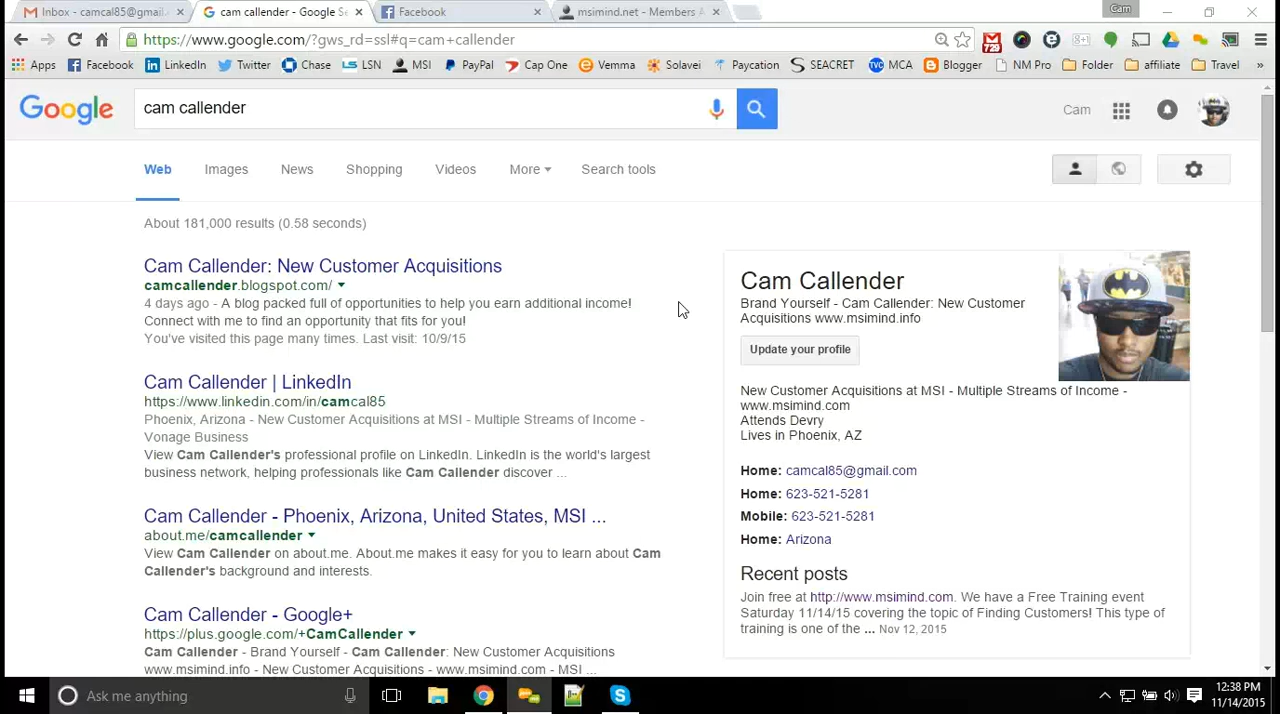 Inbox - camcal85@gmail.
cam callender - Google Se
Facebook
msimind.net - Members A
Cam
https://www.google.com/?gws_rd=ssl#q=cam+callender
729
Apps Facebook LinkedIn Twitter Chase LSN MSI PayPal Cap One Vemma Solavei Paycation SEACRET MCA Blogger NM Pro Folder affiliate Travel »
Google
cam callender
Cam
Web Images News Shopping Videos More Search tools
About 181,000 results (0.58 seconds)
Cam Callender: New Customer Acquisitions
camcallender.blogspot.com/
4 days ago - A blog packed full of opportunities to help you earn additional income!
Connect with me to find an opportunity that fits for you!
You've visited this page many times. Last visit: 10/9/15
Cam Callender | LinkedIn
https://www.linkedin.com/in/camcal85
Phoenix, Arizona - New Customer Acquisitions at MSI - Multiple Streams of Income -
Vonage Business
View Cam Callender's professional profile on LinkedIn. LinkedIn is the world's largest
business network, helping professionals like Cam Callender discover ...
Cam Callender - Phoenix, Arizona, United States, MSI ...
about.me/camcallender
View Cam Callender on about.me. About.me makes it easy for you to learn about Cam
Callender's background and interests.
Cam Callender - Google+
https://plus.google.com/+CamCallender
Cam Callender - Brand Yourself - Cam Callender: New Customer Acquisitions
www.msimind.info - New Customer Acquisitions - www.msimind.com - MSI ...
Cam Callender
Brand Yourself - Cam Callender: New Customer
Acquisitions www.msimind.info
Update your profile
New Customer Acquisitions at MSI - Multiple Streams of Income -
www.msimind.com
Attends Devry
Lives in Phoenix, AZ
Home: camcal85@gmail.com
Home: 623-521-5281
Mobile: 623-521-5281
Home: Arizona
Recent posts
Join free at http://www.msimind.com. We have a Free Training event
Saturday 11/14/15 covering the topic of Finding Customers! This type of
training is one of the ... Nov 12, 2015
Ask me anything
12:38 PM
11/14/2015